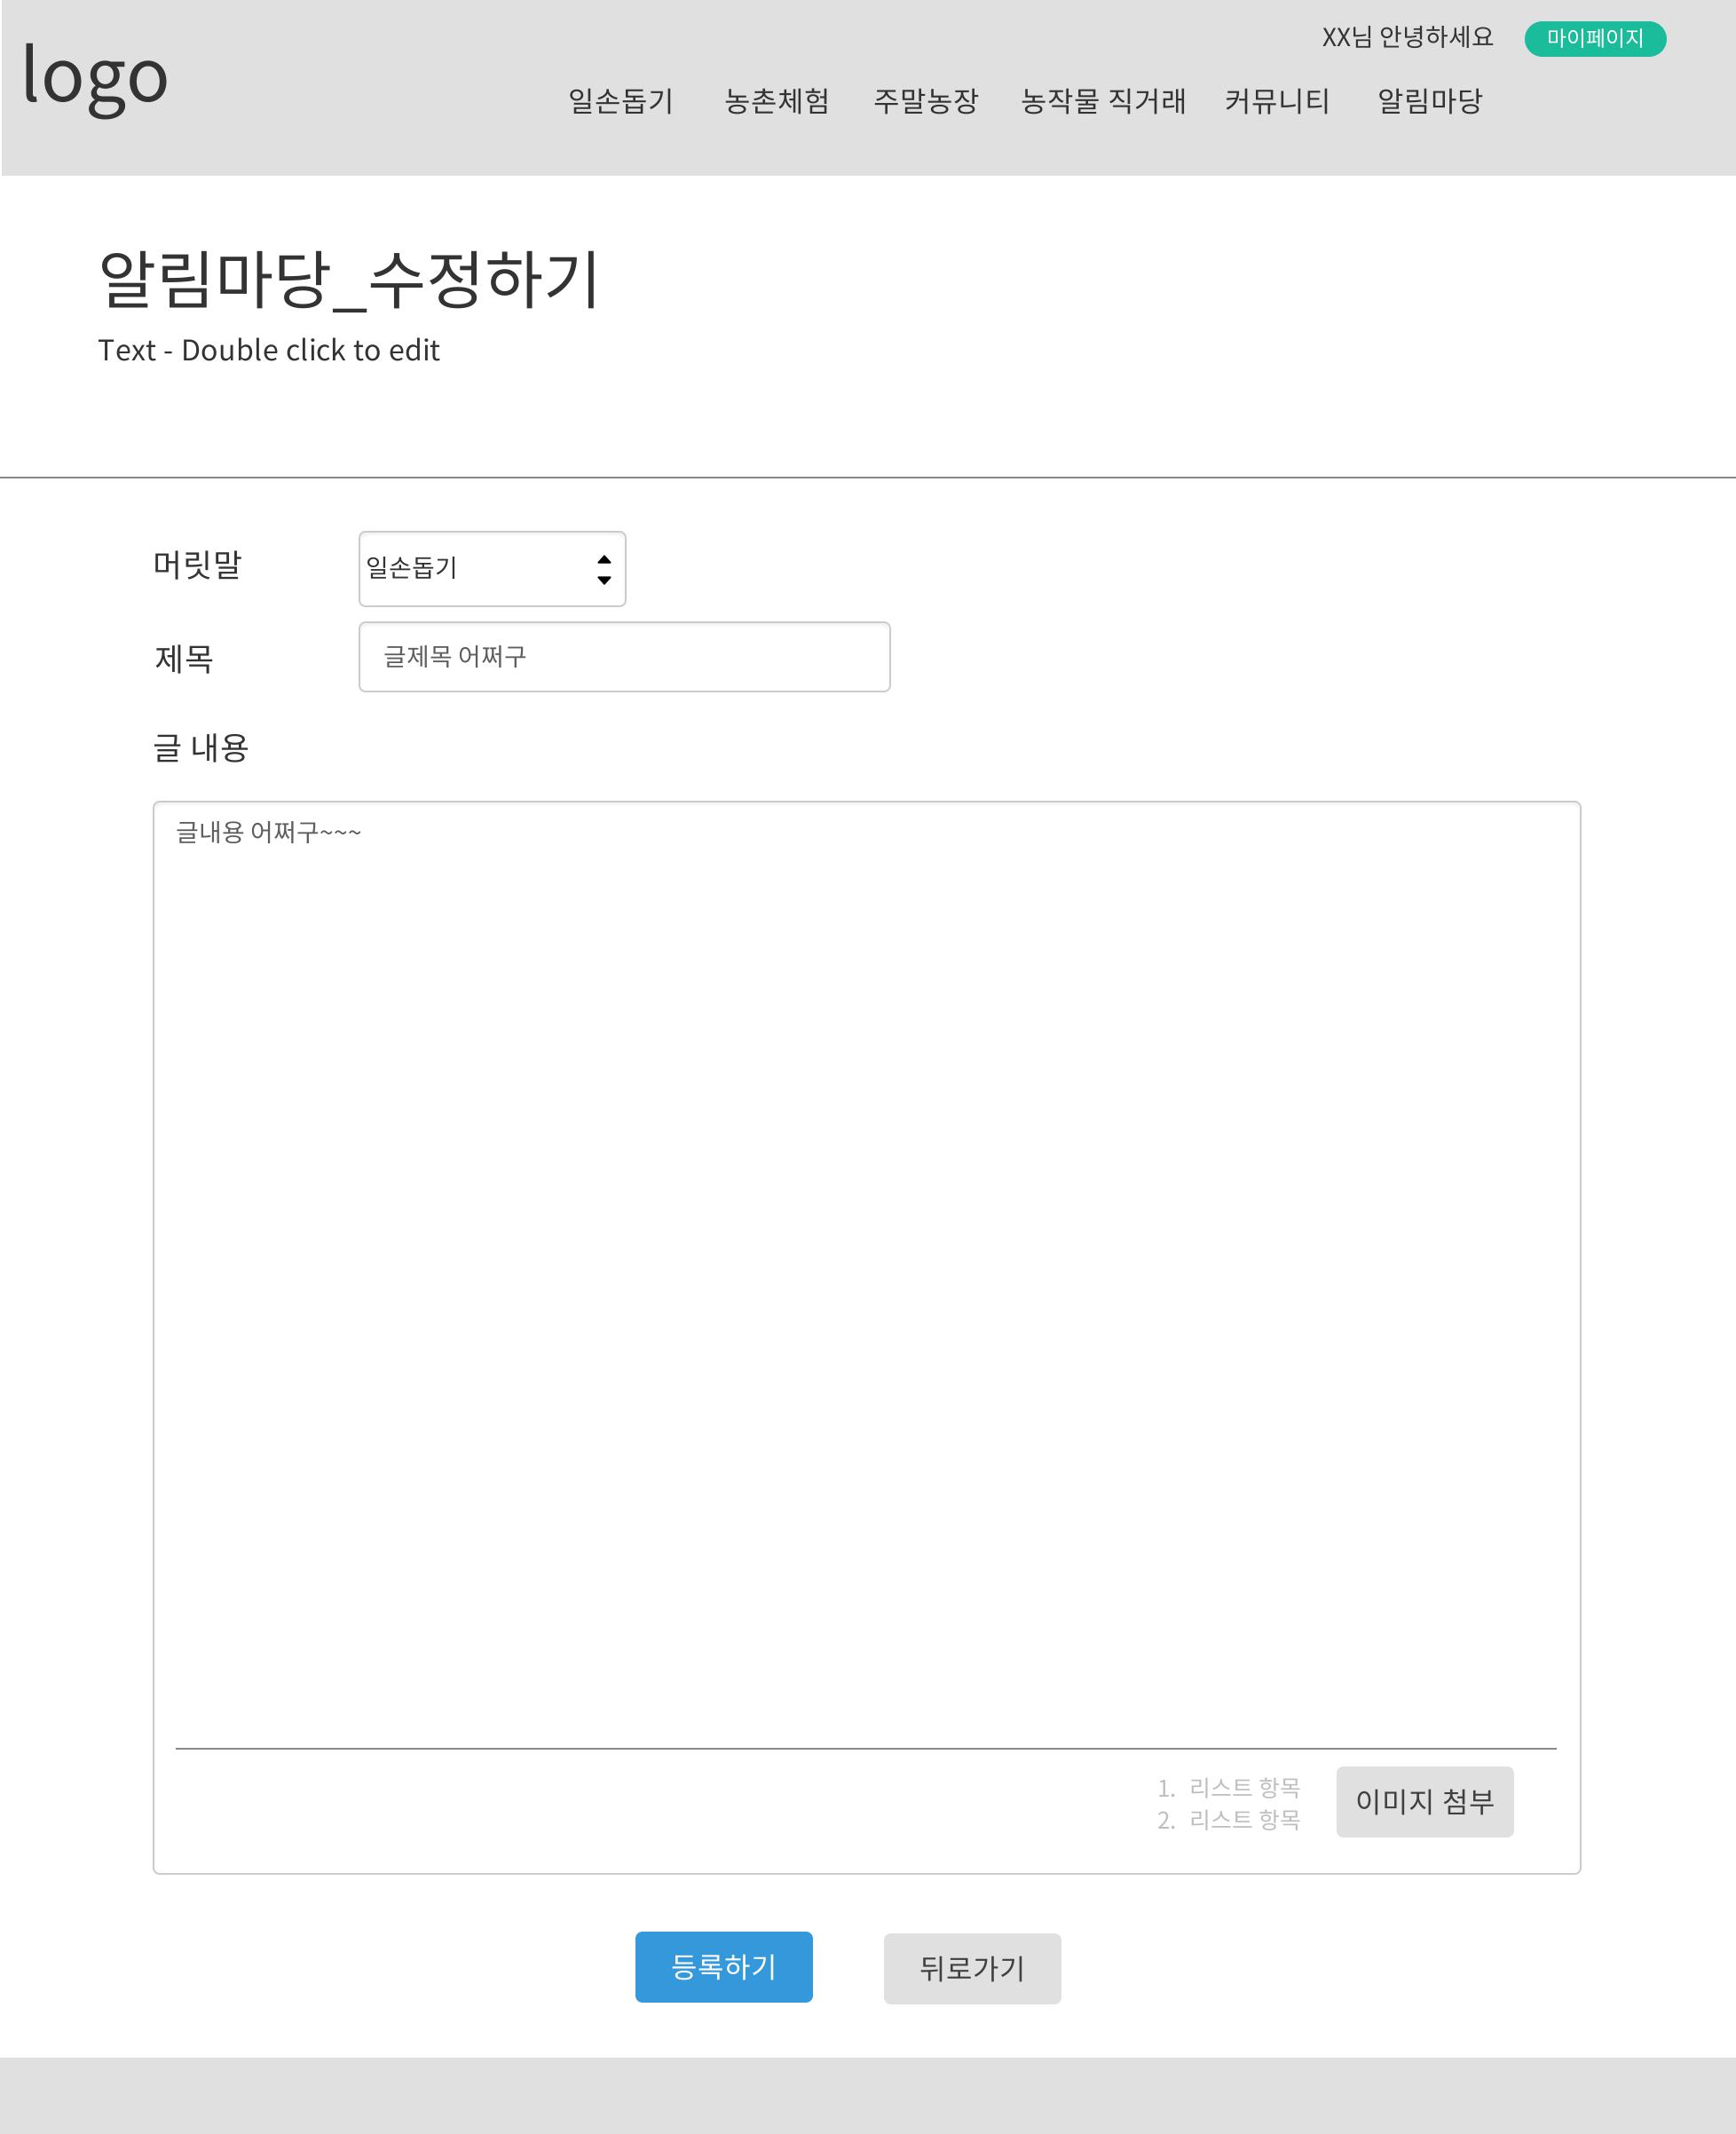 logo
XX님 안녕하세요 마이페이지
일손돕기 농촌체험 주말농장 농작물 직거래 커뮤니티 알림마당
알림마당_수정하기
Text - Double click to edit
머릿말 일손돕기
제목 글제목 어쩌구
글 내용
글내용 어쩌구~~~
1. 리스트 항목
2. 리스트 항목
이미지 첨부
등록하기 뒤로가기